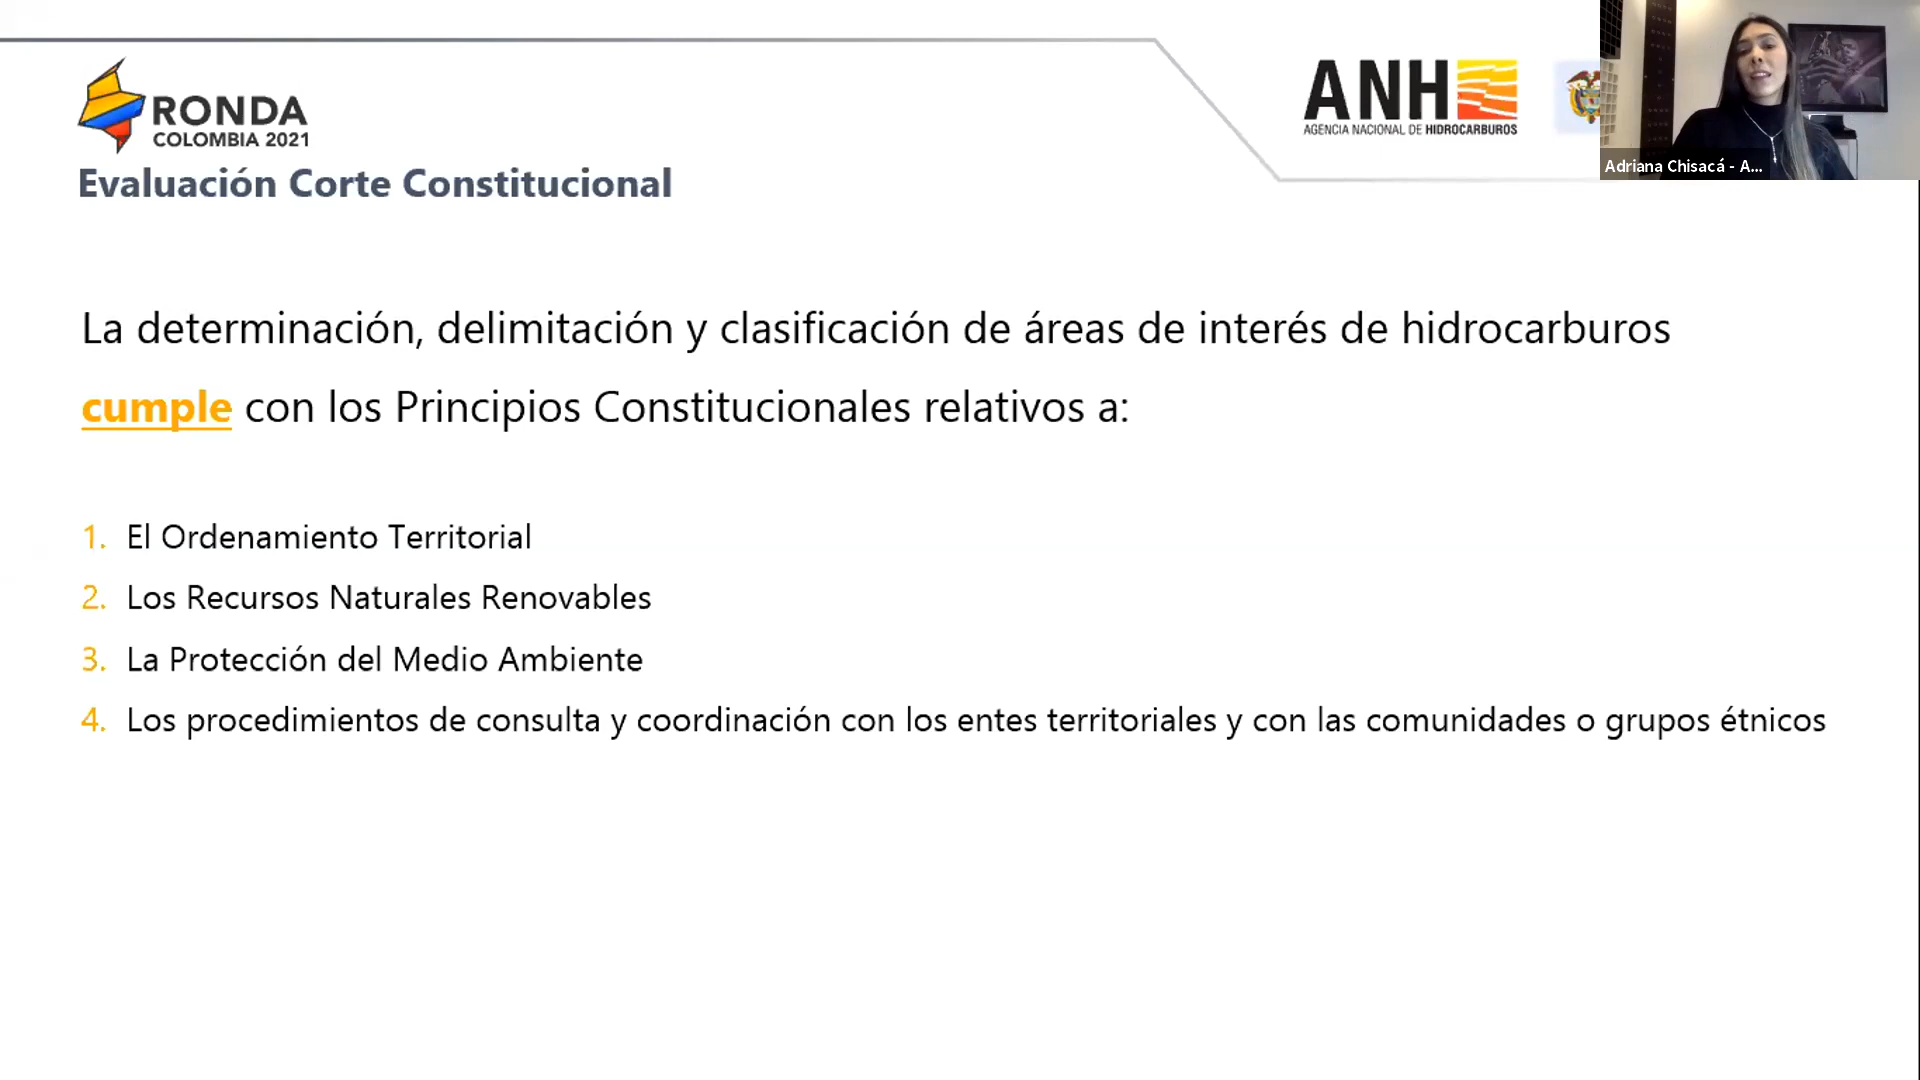 RONDA
COLOMBIA 2021
ANH
AGENCIA NACIONAL DE HIDROCARBUROS
Adriana Chisacá - A...
Evaluación Corte Constitucional
La determinación, delimitación y clasificación de áreas de interés de hidrocarburos
cumple con los Principios Constitucionales relativos a:
1. El Ordenamiento Territorial
2. Los Recursos Naturales Renovables
3. La Protección del Medio Ambiente
4. Los procedimientos de consulta y coordinación con los entes territoriales y con las comunidades o grupos étnicos